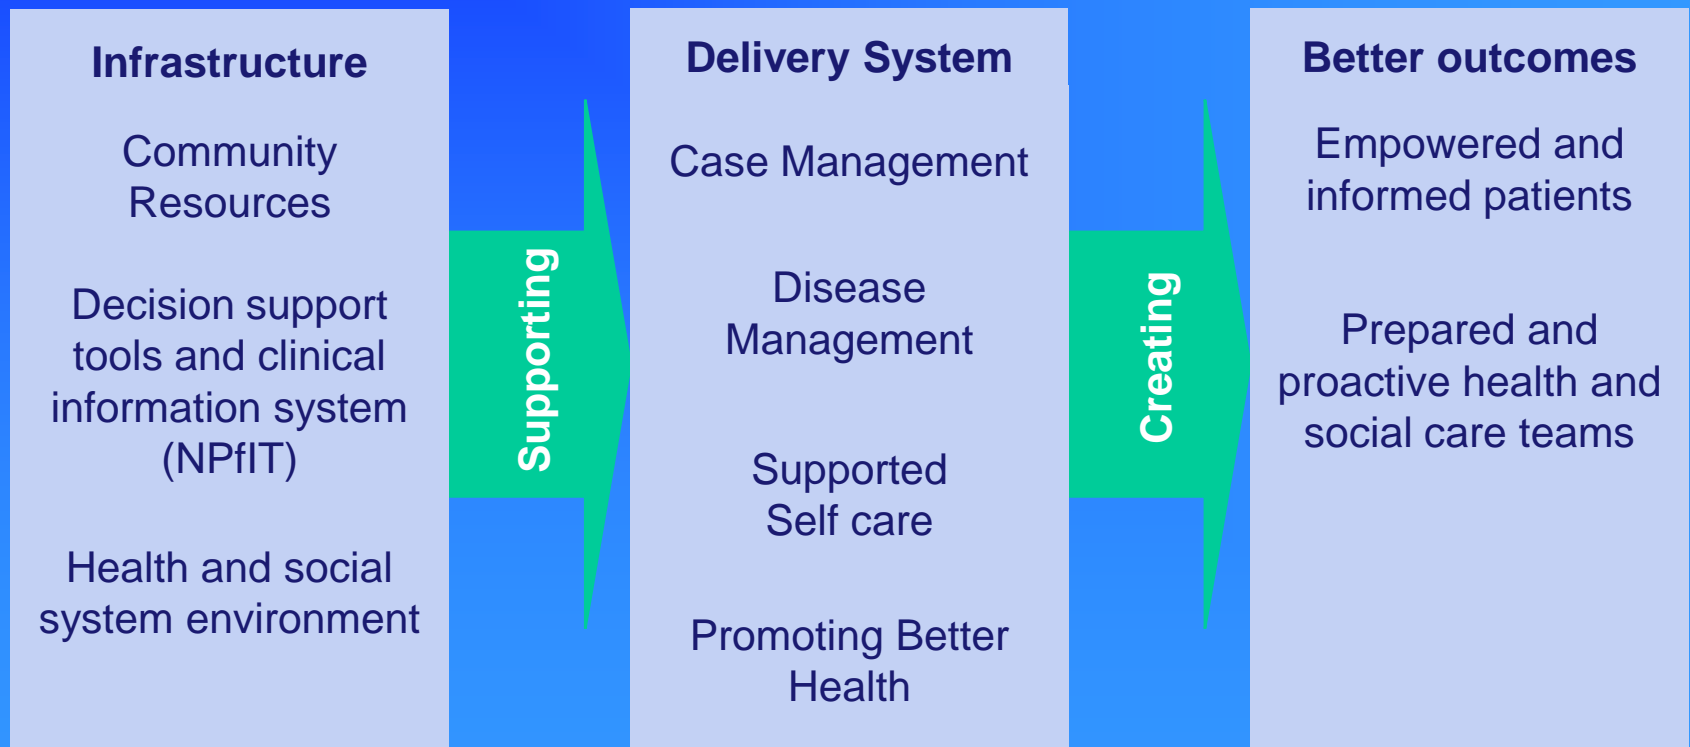 Infrastructure
Community
Resources
Decision support
tools and clinical
information system
(NPfIT)
Health and social
system environment
Supporting
Delivery System
Case Management
Disease
Management
Supported
Self care
Promoting Better
Health
Creating
Better outcomes
Empowered and
informed patients
Prepared and
proactive health and
social care teams